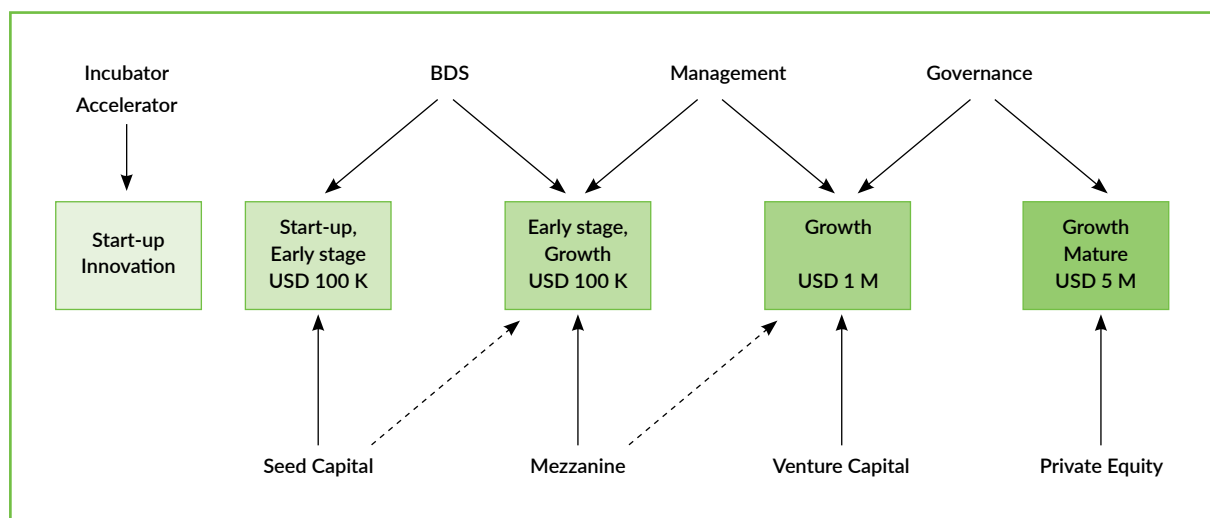 Incubator
Accelerator
BDS
Management
Governance
Start-up
Innovation
Start-up,
Early stage
USD 100 K
Early stage,
Growth
USD 100 K
Growth
USD 1 M
Growth
Mature
USD 5 M
Seed Capital
Mezzanine
Venture Capital
Private Equity